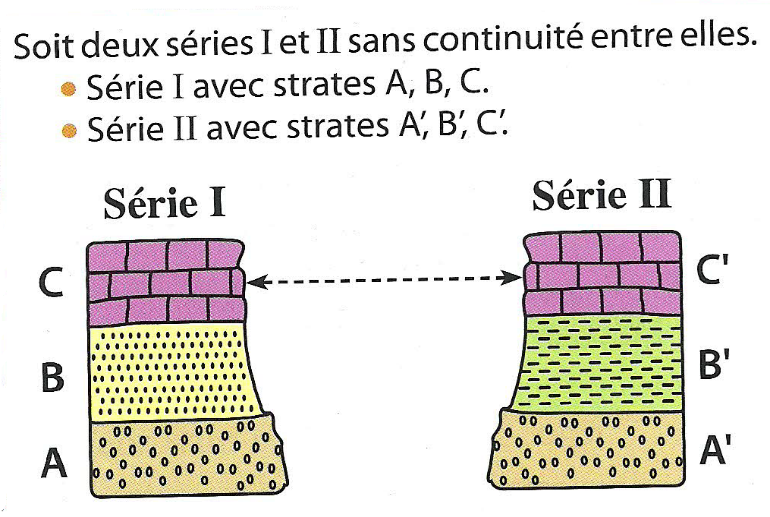 Soit deux séries I et II sans continuité entre elles.
• Série I avec strates A, B, C.
• Série II avec strates A', B', C'.
Série I
Série II
C
C'
B
B'
A
A'